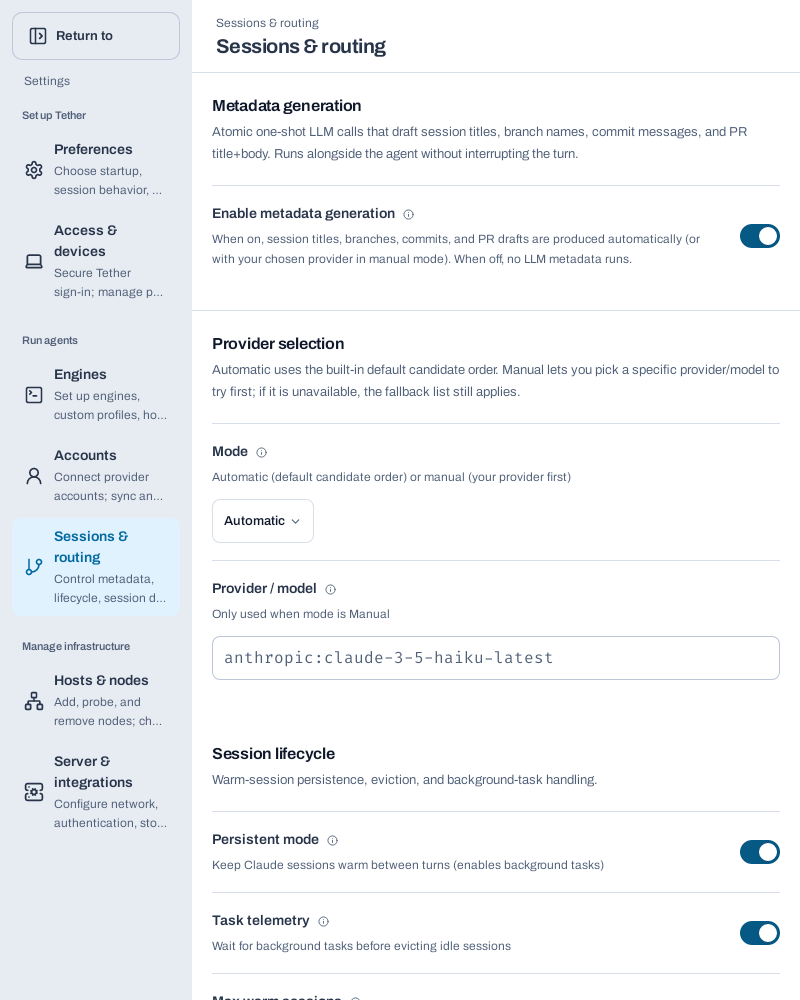 Return to
Settings
Set up Tether
Preferences
Choose startup,
session behavior, ...
Access &
devices
Secure Tether
sign-in; manage p...
Run agents
Engines
Set up engines,
custom profiles, ho...
Accounts
Connect provider
accounts; sync an...
Sessions &
routing
Control metadata,
lifecycle, session d...
Manage infrastructure
Hosts & nodes
Add, probe, and
remove nodes; ch...
Server &
integrations
Configure network,
authentication, sto...
Sessions & routing
Sessions & routing
Metadata generation
Atomic one-shot LLM calls that draft session titles, branch names, commit messages, and PR
title+body. Runs alongside the agent without interrupting the turn.
Enable metadata generation
When on, session titles, branches, commits, and PR drafts are produced automatically (or
with your chosen provider in manual mode). When off, no LLM metadata runs.
Provider selection
Automatic uses the built-in default candidate order. Manual lets you pick a specific provider/model to
try first; if it is unavailable, the fallback list still applies.
Mode
Automatic (default candidate order) or manual (your provider first)
Automatic
Provider / model
Only used when mode is Manual
anthropic:claude-3-5-haiku-latest
Session lifecycle
Warm-session persistence, eviction, and background-task handling.
Persistent mode
Keep Claude sessions warm between turns (enables background tasks)
Task telemetry
Wait for background tasks before evicting idle sessions
Max warm sessions